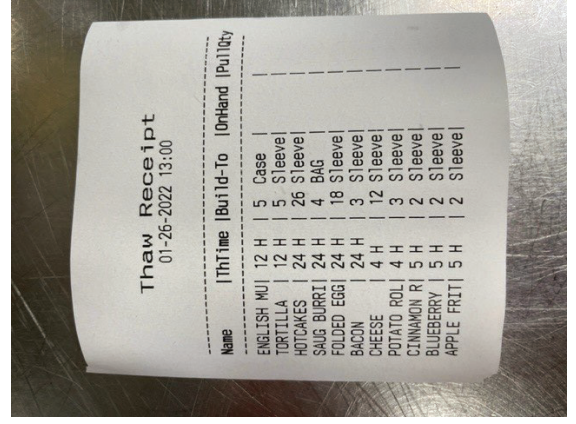 Thaw Receipt
01-26-2022 13:00
Name |ThTime |Build-To |OnHand |PullQty
ENGLISH MU| 12 H | 5 Case | |
TORTILLA | 12 H | 5 Sleeve| |
HOTCAKES | 24 H | 26 Sleeve| |
SAUG BURRI| 24 H | 4 BAG | |
FOLDED EGG| 24 H | 18 Sleeve| |
BACON | 24 H | 3 Sleeve| |
CHEESE | 4 H | 12 Sleeve| |
POTATO ROL| 4 H | 3 Sleeve| |
CINNAMON R| 5 H | 2 Sleeve| |
BLUEBERRY | 5 H | 2 Sleeve| |
APPLE FRIT| 5 H | 2 Sleeve| |